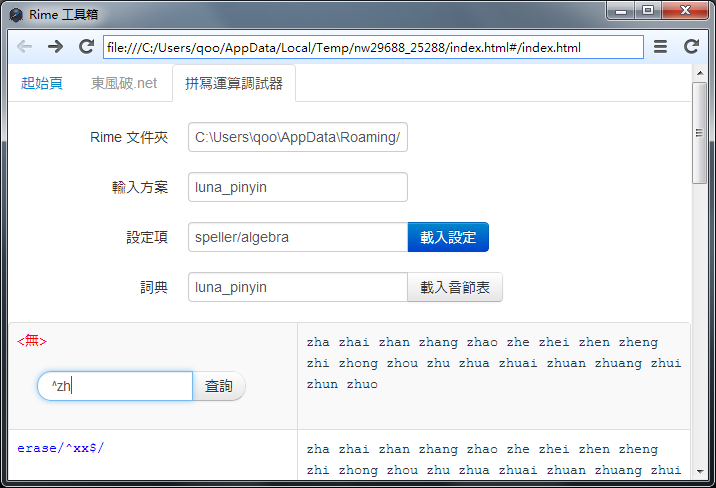 Rime 工具箱
file:///C:/Users/qoo/AppData/Local/Temp/nw29688_25288/index.html#/index.html
起始頁 東風破.net 拼寫運算調試器
Rime 文件夾 C:\Users\qoo\AppData\Roaming/
輸入方案 luna_pinyin
設定項 speller/algebra 載入設定
詞典 luna_pinyin 載入音節表
<無>
^zh 查詢
zha zhai zhan zhang zhao zhe zhei zhen zheng
zhi zhong zhou zhu zhua zhuai zhuan zhuang zhui
zhun zhuo
erase/^xx$/
zha zhai zhan zhang zhao zhe zhei zhen zheng
zhi zhong zhou zhu zhua zhuai zhuan zhuang zhui